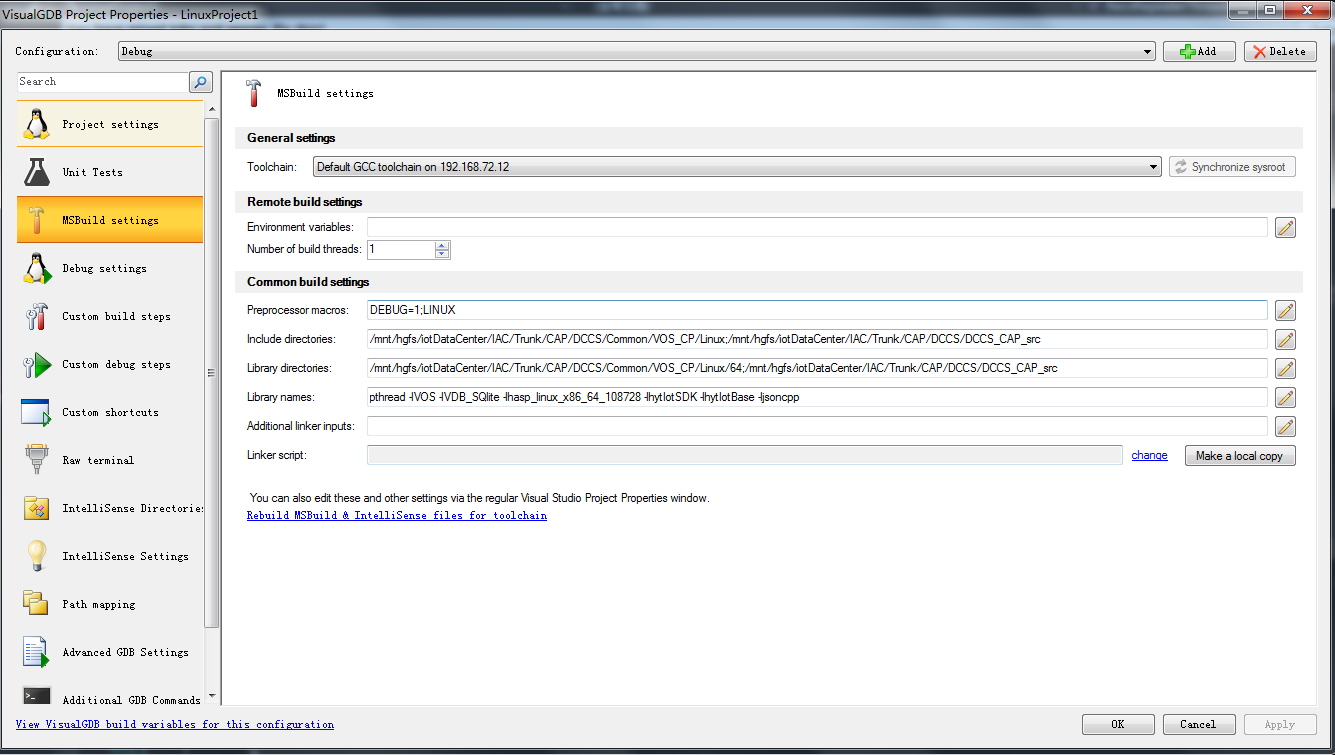 VisualGDB Project Properties - LinuxProject1
Configuration: Debug Add Delete
Search
Project settings
Unit Tests
MSBuild settings
Debug settings
Custom build steps
Custom debug steps
Custom shortcuts
Raw terminal
IntelliSense Directories
IntelliSense Settings
Path mapping
Advanced GDB Settings
Additional GDB Commands
MSBuild settings
General settings
Toolchain: Default GCC toolchain on 192.168.72.12 Synchronize sysroot
Remote build settings
Environment variables:
Number of build threads: 1
Common build settings
Preprocessor macros: DEBUG=1;LINUX
Include directories: /mnt/hgfs/iotDataCenter/IAC/Trunk/CAP/DCCS/Common/VOS_CP/Linux;/mnt/hgfs/iotDataCenter/IAC/Trunk/CAP/DCCS/DCCS_CAP_src
Library directories: /mnt/hgfs/iotDataCenter/IAC/Trunk/CAP/DCCS/Common/VOS_CP/Linux/64;/mnt/hgfs/iotDataCenter/IAC/Trunk/CAP/DCCS/DCCS_CAP_src
Library names: pthread -lVOS -lVDB_SQlite -lhasp_linux_x86_64_108728 -lhytIotSDK -lhytIotBase -ljsoncpp
Additional linker inputs:
Linker script: change Make a local copy
You can also edit these and other settings via the regular Visual Studio Project Properties window.
Rebuild MSBuild & IntelliSense files for toolchain
View VisualGDB build variables for this configuration OK Cancel Apply